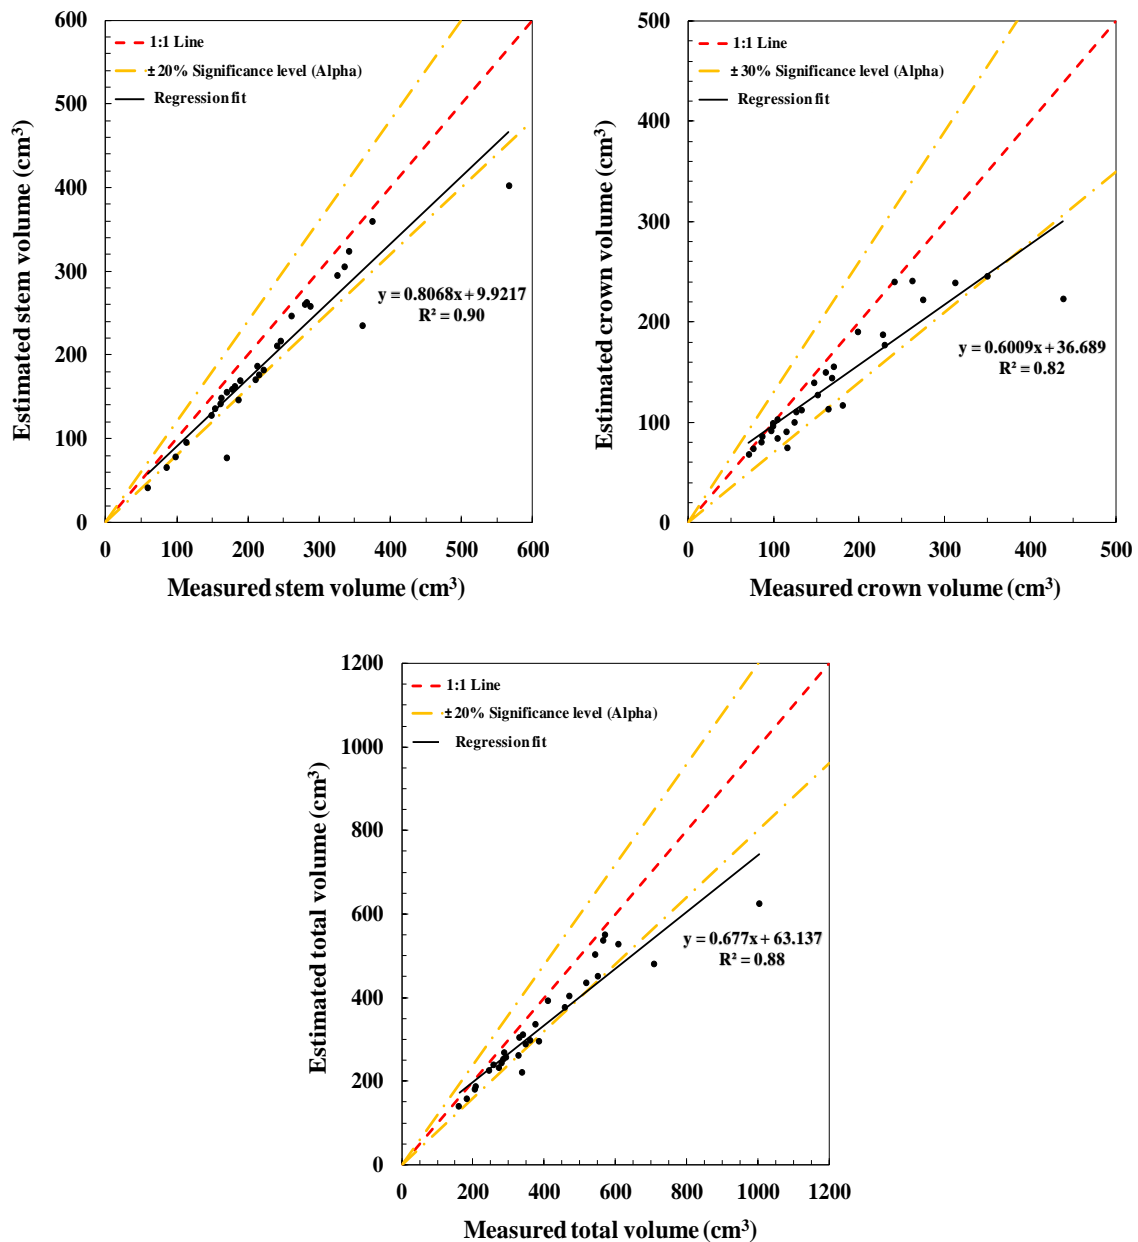 600
500
400
300
200
100
0
Estimated stem volume (cm³)
1:1 Line
±20% Significance level (Alpha)
Regression fit
y = 0.8068x + 9.9217
R² = 0.90
0 100 200 300 400 500 600
Measured stem volume (cm³)
500
400
300
200
100
0
Estimated crown volume (cm³)
1:1 Line
±30% Significance level (Alpha)
Regression fit
y = 0.6009x + 36.689
R² = 0.82
0 100 200 300 400 500
Measured crown volume (cm³)
1200
1000
800
600
400
200
0
Estimated total volume (cm³)
1:1 Line
±20% Significance level (Alpha)
Regression fit
y = 0.677x + 63.137
R² = 0.88
0 200 400 600 800 1000 1200
Measured total volume (cm³)